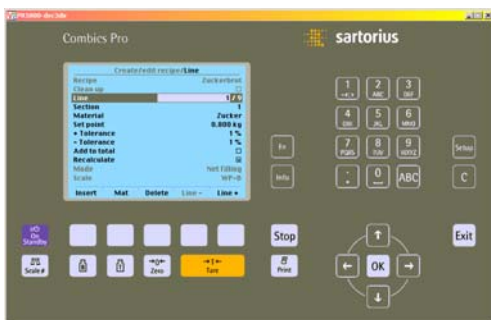 Combics Pro
sartorius
Create/edit recipe/Line
Recipe Zuckerbrot
Clean up
Line 1/9
Section 1
Material Zucker
Set point 0.800 kg
+ Tolerance 1 %
- Tolerance 1 %
Add to total
Recalculate
Mode Net filling
Scale WP-0
Insert Mat Delete Line - Line +
1
2 ABC
3 DEF
4 GHI
5 JKL
6 MNO
7 PQRS
8 TUV
9 WXYZ
.
0
ABC
Fn
Info
Setup
C
I/O
On
Standby
Stop
Exit
Scale #
B
T
→0←
Zero
→T←
Tare
Print
OK